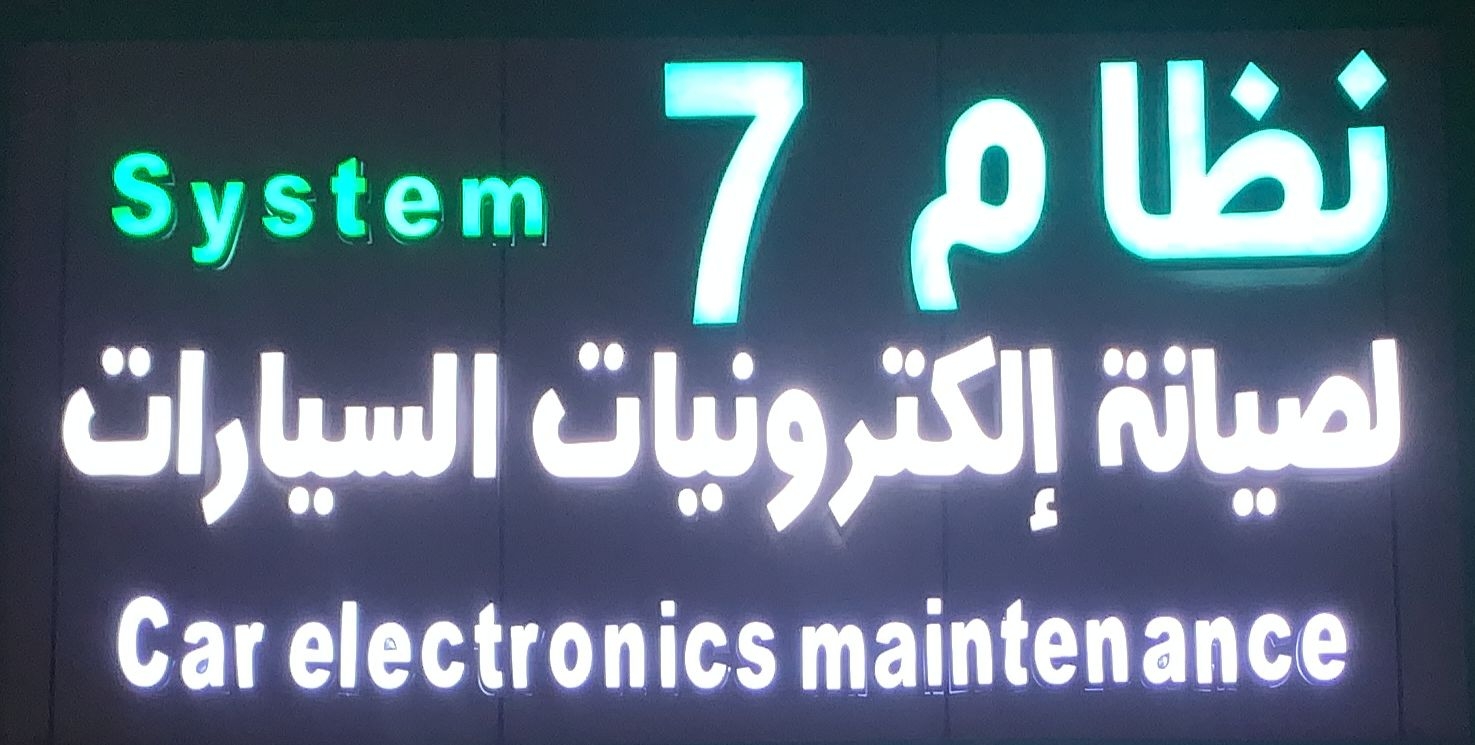 نظام 7 System
لصيانة إلكترونيات السيارات
Car electronics maintenance